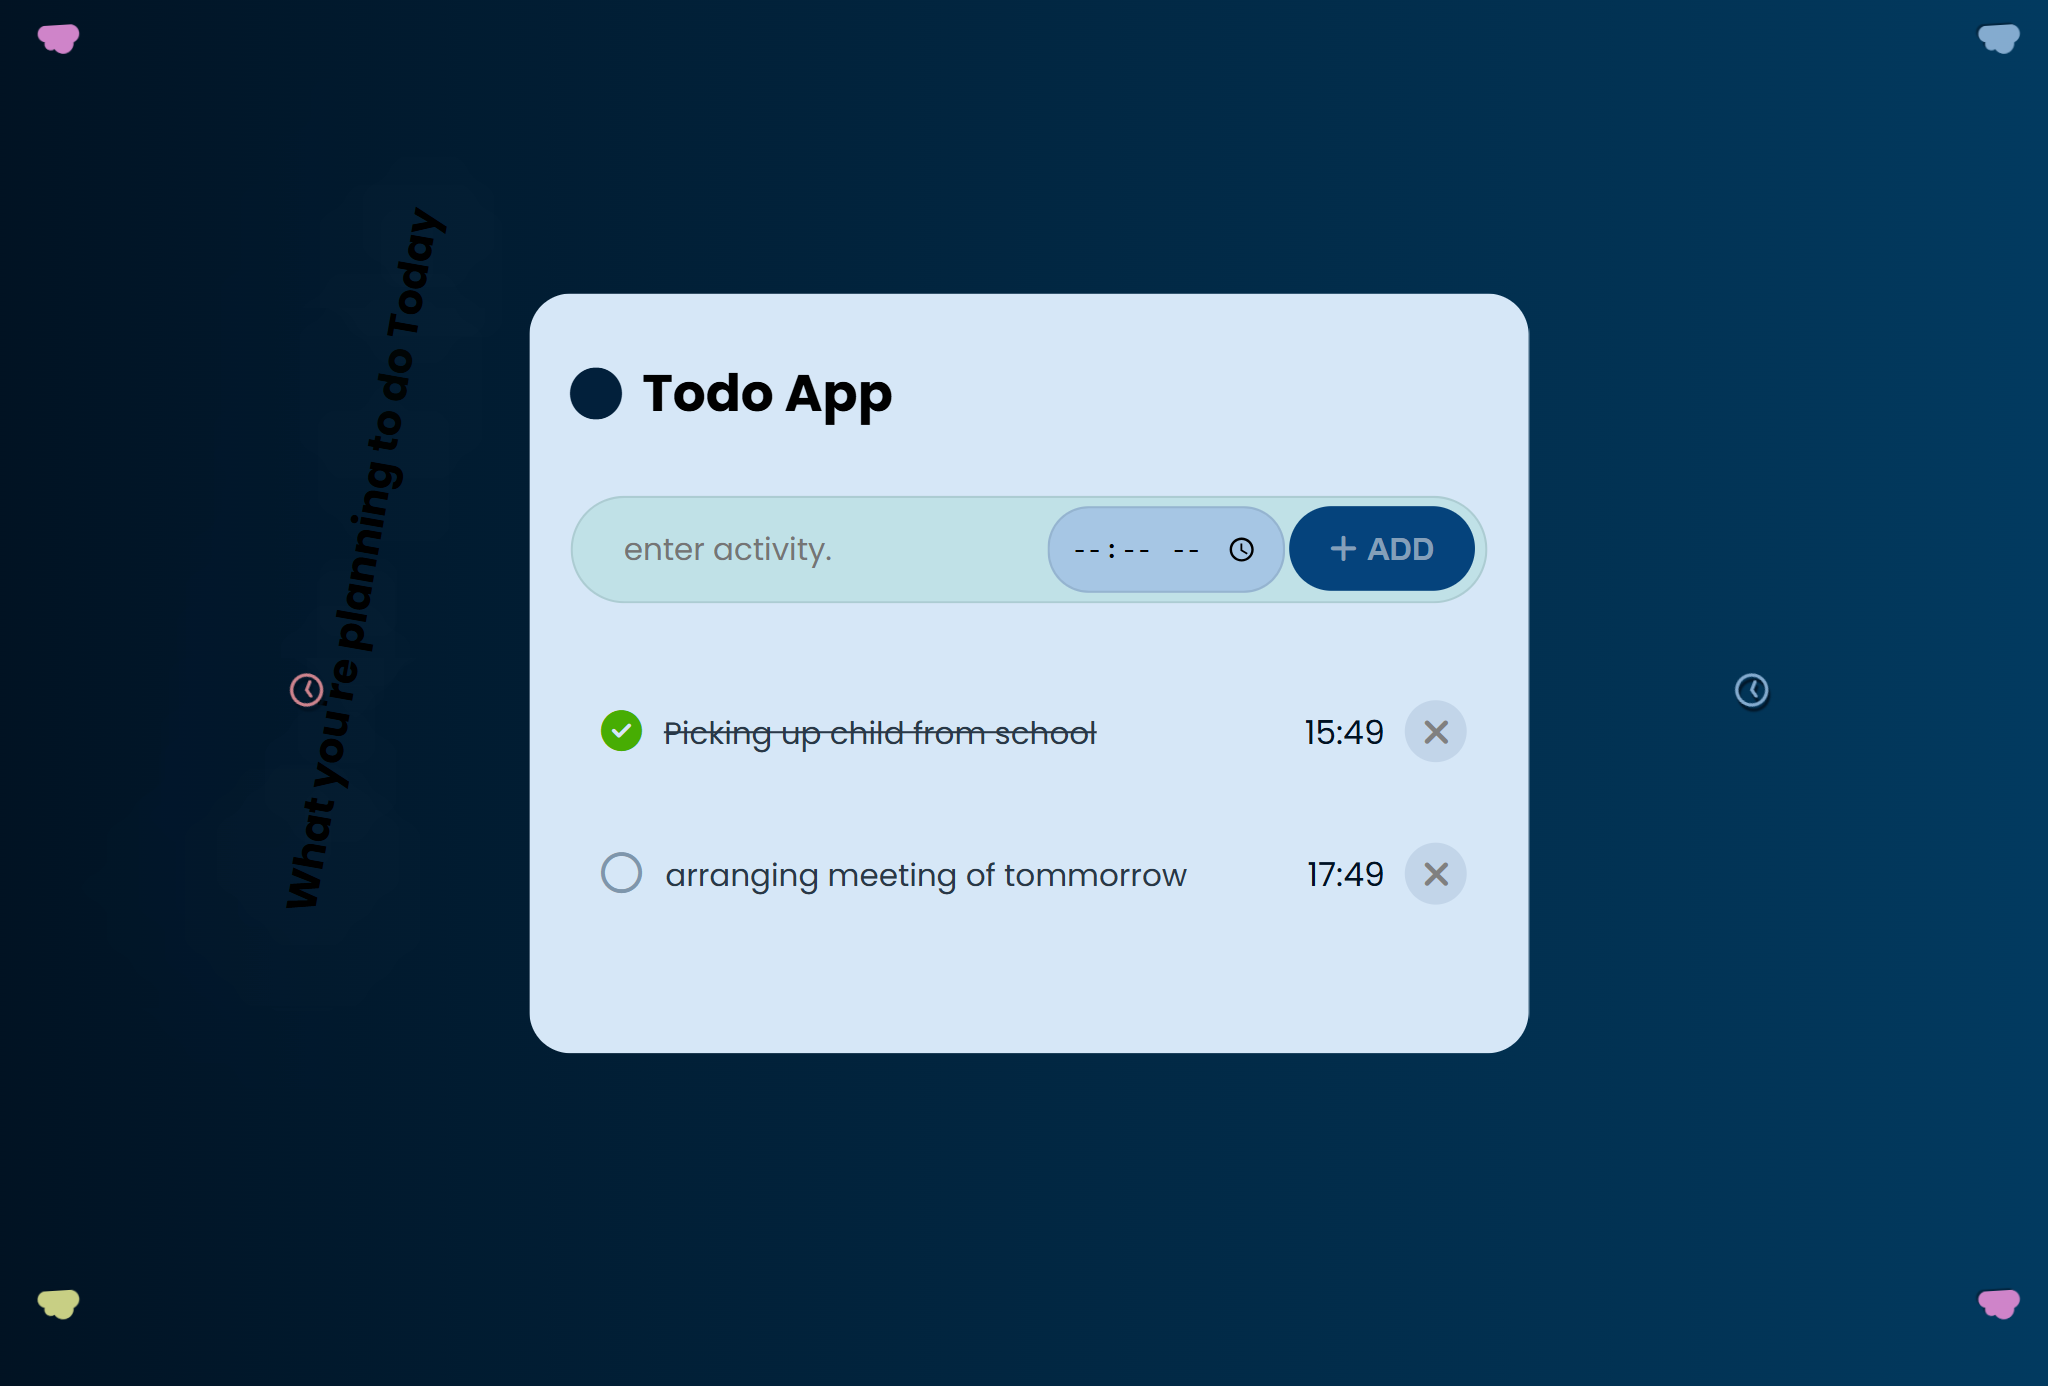 What you're planning to do Today
Todo App
enter activity.
--:-- --
+ ADD
Picking up child from school
15:49
arranging meeting of tommorrow
17:49